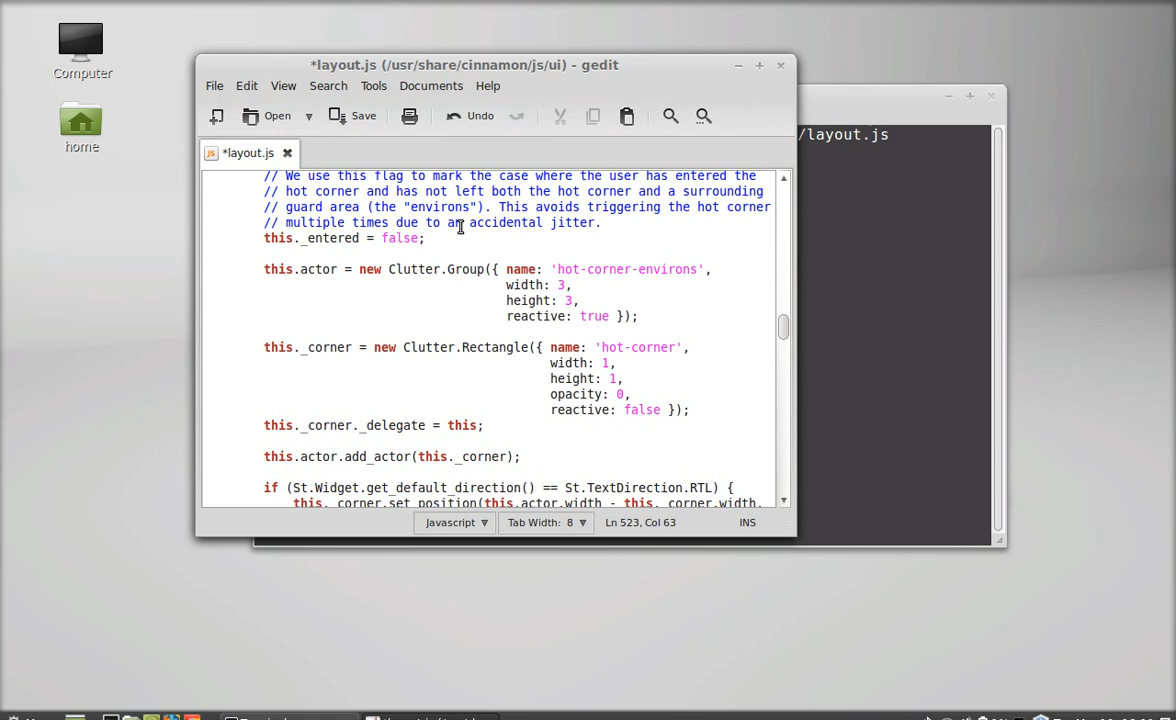 Computer
home
*layout.js (/usr/share/cinnamon/js/ui) - gedit
File Edit View Search Tools Documents Help
Open Save Undo
*layout.js
/layout.js
// We use this flag to mark the case where the user has entered the
// hot corner and has not left both the hot corner and a surrounding
// guard area (the "environs"). This avoids triggering the hot corner
// multiple times due to an accidental jitter.
this._entered = false;
this.actor = new Clutter.Group({ name: 'hot-corner-environs',
width: 3,
height: 3,
reactive: true });
this._corner = new Clutter.Rectangle({ name: 'hot-corner',
width: 1,
height: 1,
opacity: 0,
reactive: false });
this._corner._delegate = this;
this.actor.add_actor(this._corner);
if (St.Widget.get_default_direction() == St.TextDirection.RTL) {
this._corner.set_position(this.actor.width - this._corner.width,
Javascript Tab Width: 8 Ln 523, Col 63 INS